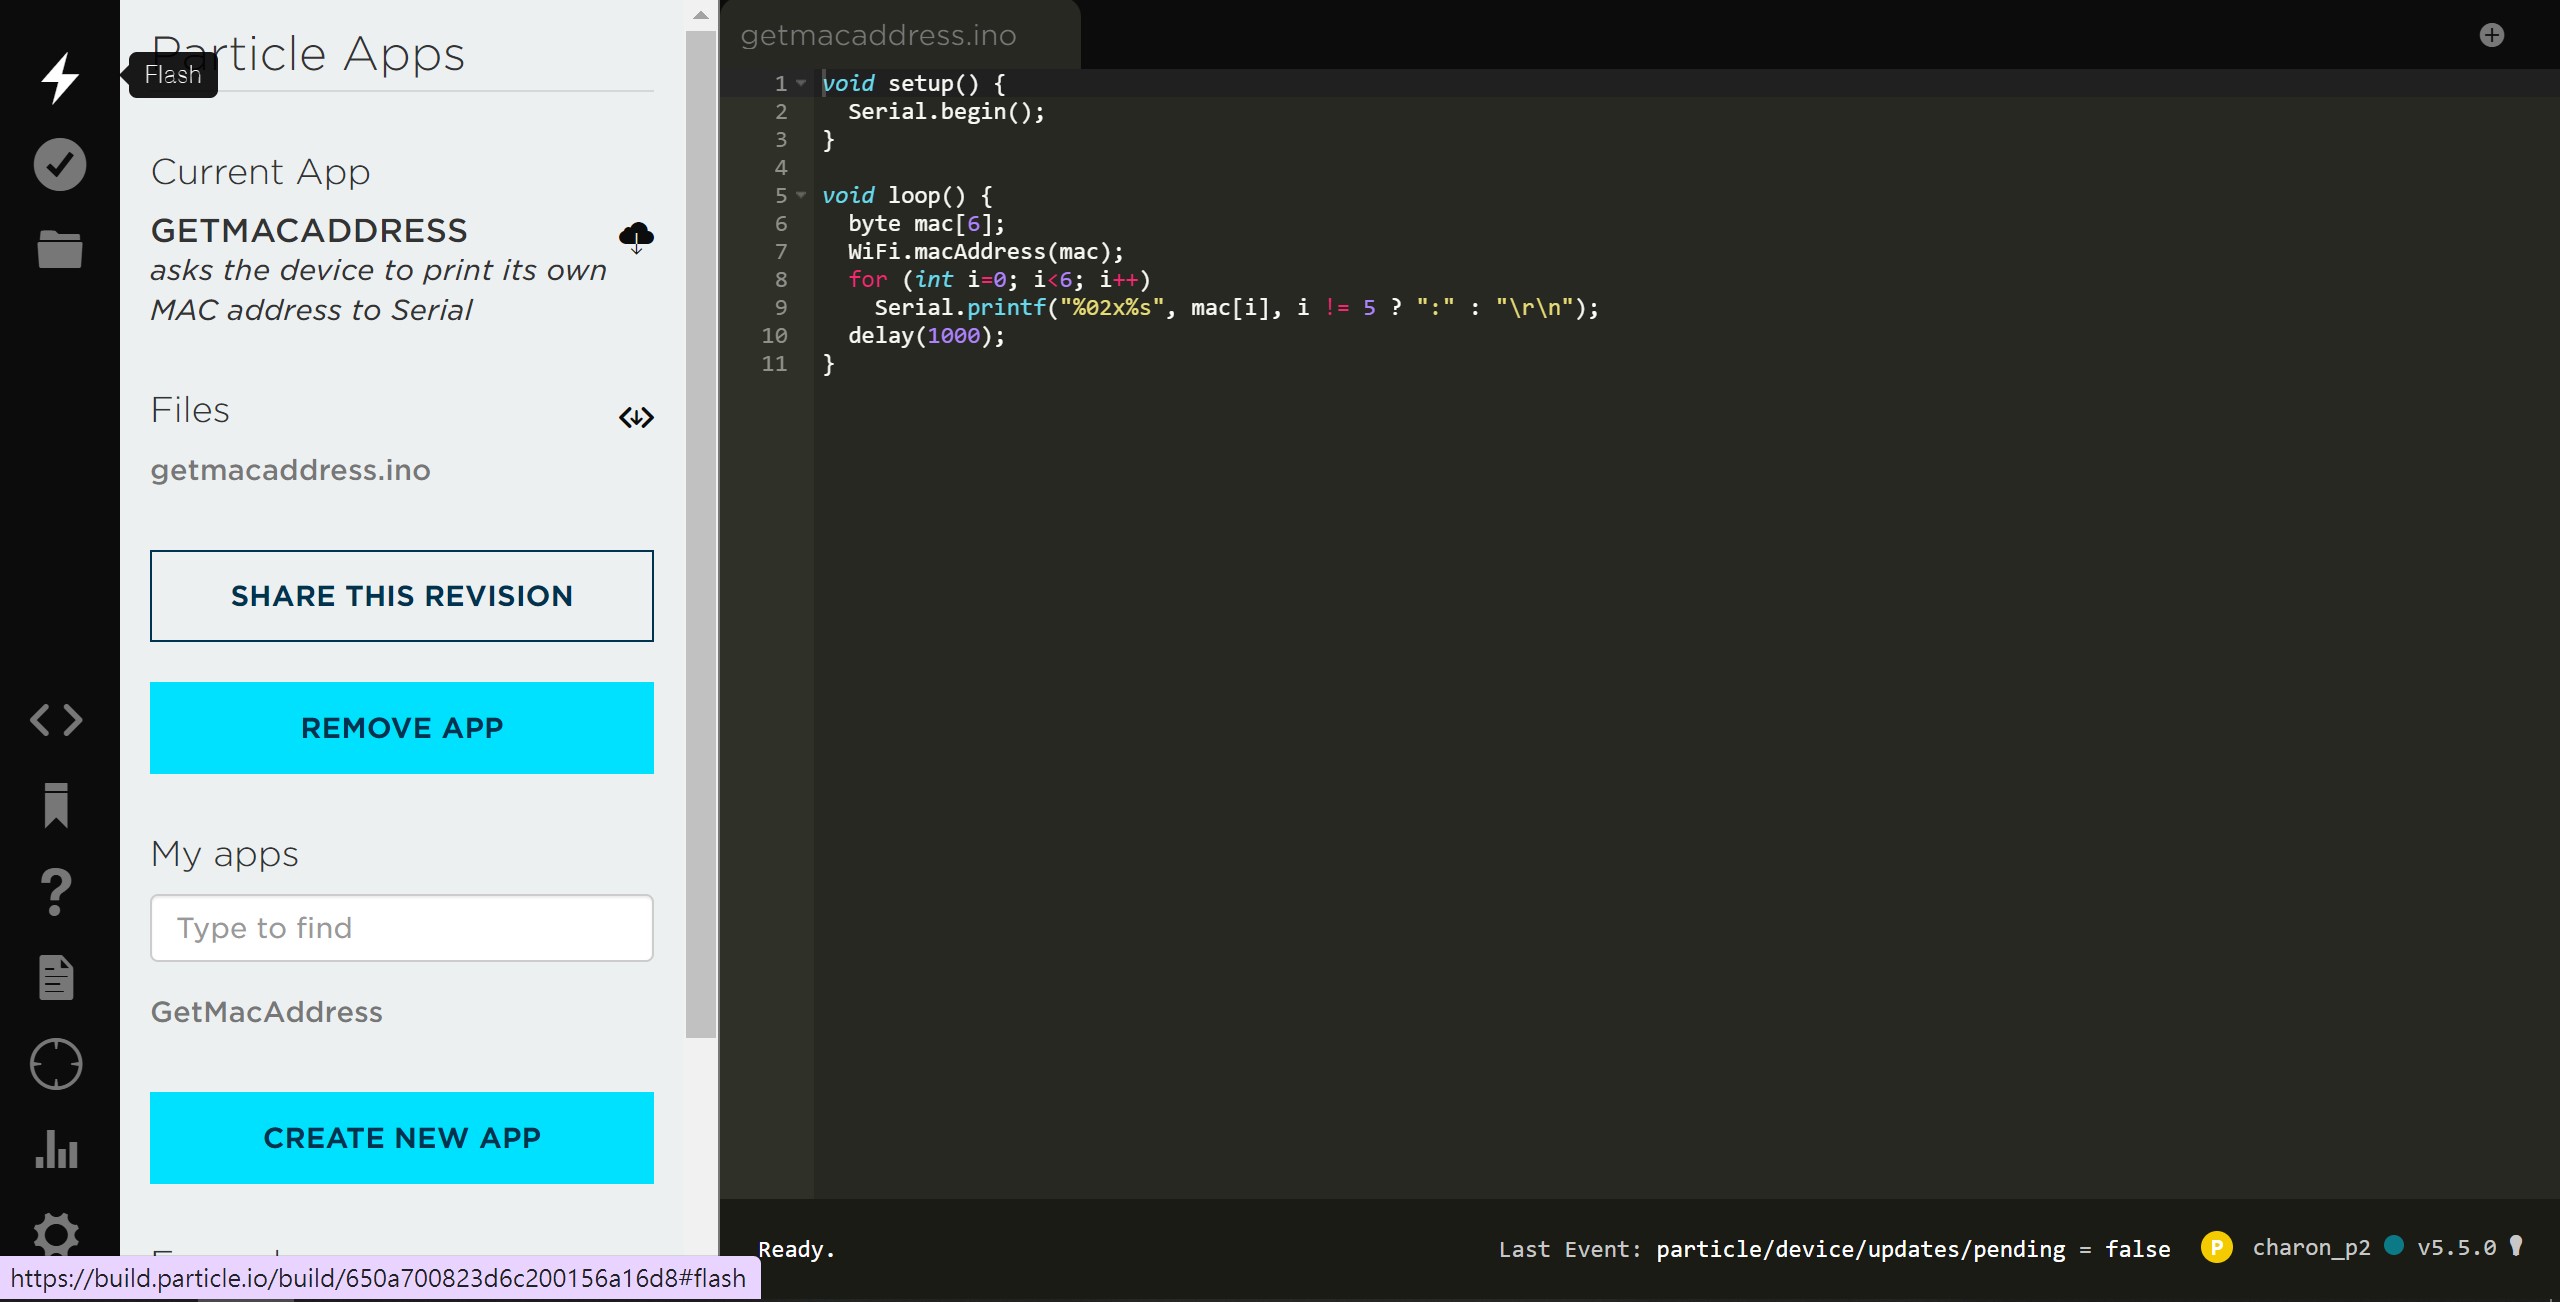 Particle Apps
Flash
Current App
GETMACADDRESS
asks the device to print its own
MAC address to Serial
Files
getmacaddress.ino
SHARE THIS REVISION
REMOVE APP
My apps
Type to find
GetMacAddress
CREATE NEW APP
https://build.particle.io/build/650a700823d6c200156a16d8#flash
getmacaddress.ino
1 void setup() {
2   Serial.begin();
3 }
4
5 void loop() {
6   byte mac[6];
7   WiFi.macAddress(mac);
8   for (int i=0; i<6; i++)
9     Serial.printf("%02x%s", mac[i], i != 5 ? ":" : "\r\n");
10   delay(1000);
11 }
Ready.
Last Event: particle/device/updates/pending = false P charon_p2 v5.5.0